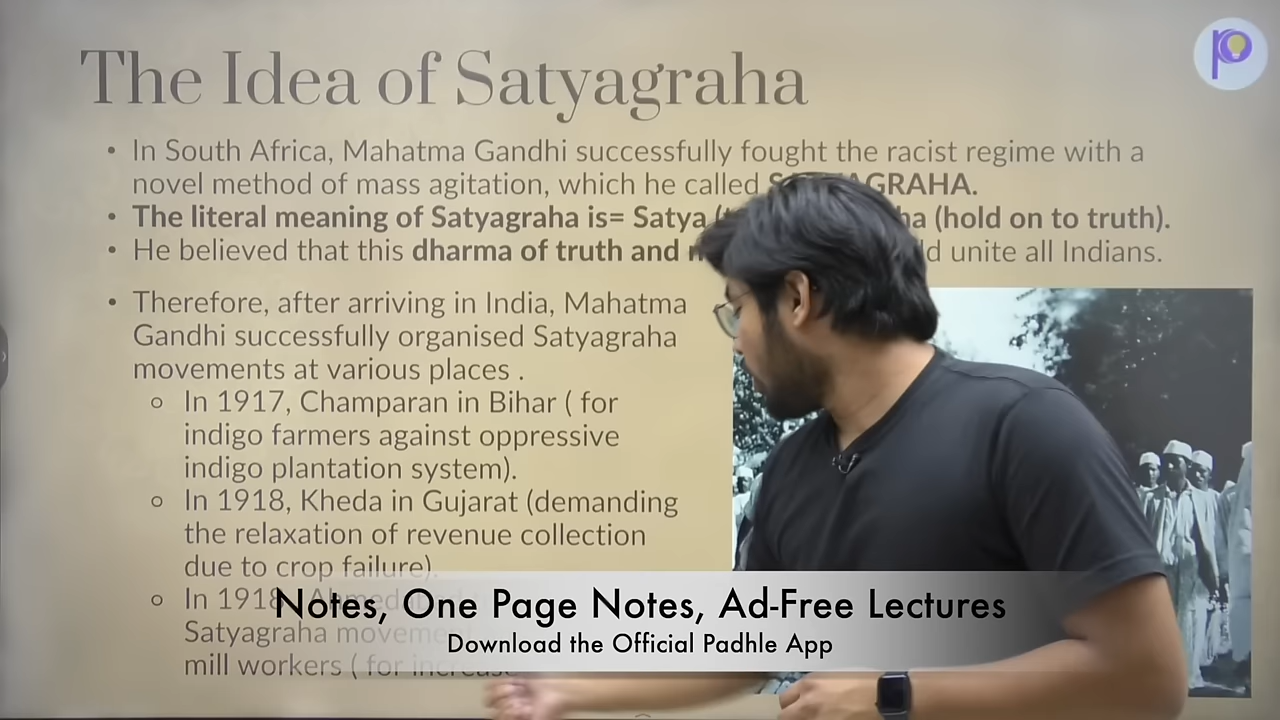 The Idea of Satyagraha
• In South Africa, Mahatma Gandhi successfully fought the racist regime with a
novel method of mass agitation, which he called AGRAHA.
• The literal meaning of Satyagraha is= Satya ha (hold on to truth).
• He believed that this dharma of truth and unite all Indians.
• Therefore, after arriving in India, Mahatma
Gandhi successfully organised Satyagraha
movements at various places .
○ In 1917, Champaran in Bihar ( for
indigo farmers against oppressive
indigo plantation system).
○ In 1918, Kheda in Gujarat (demanding
the relaxation of revenue collection
due to crop failure).
○ In 1918
Satyagraha
mill workers ( for increase
Notes, One Page Notes, Ad-Free Lectures
Download the Official Padhle App